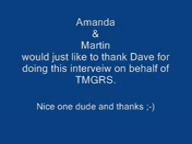 Amanda
&
Martin
would just like to thank Dave for
doing this interveiw on behalf of
TMGRS.
Nice one dude and thanks ;-)